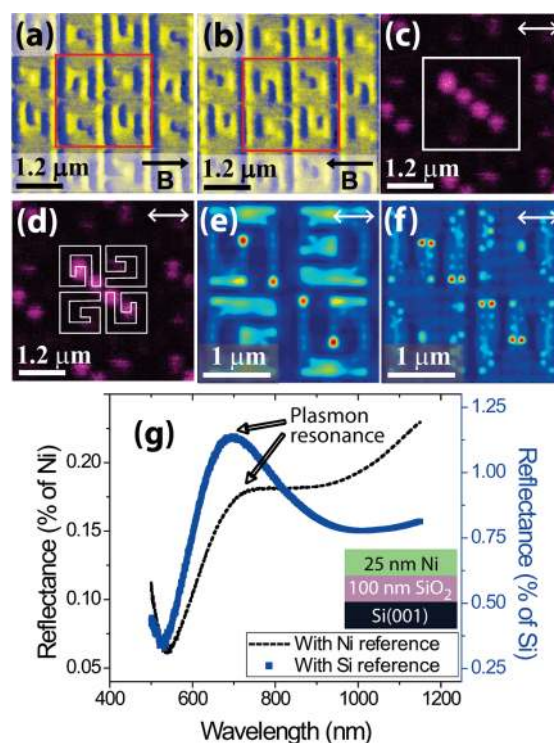 (a)
(b)
(c)
1.2 μm
B
1.2 μm
B
1.2 μm
(d)
(e)
(f)
1.2 μm
1 μm
1 μm
(g)
Plasmon
resonance
Reflectance (% of Ni)
0.20
0.15
0.10
0.05
Reflectance (% of Si)
1.25
1.00
0.75
0.50
0.25
25 nm Ni
100 nm SiO₂
Si(001)
With Ni reference
With Si reference
400
600
800
1000
1200
Wavelength (nm)